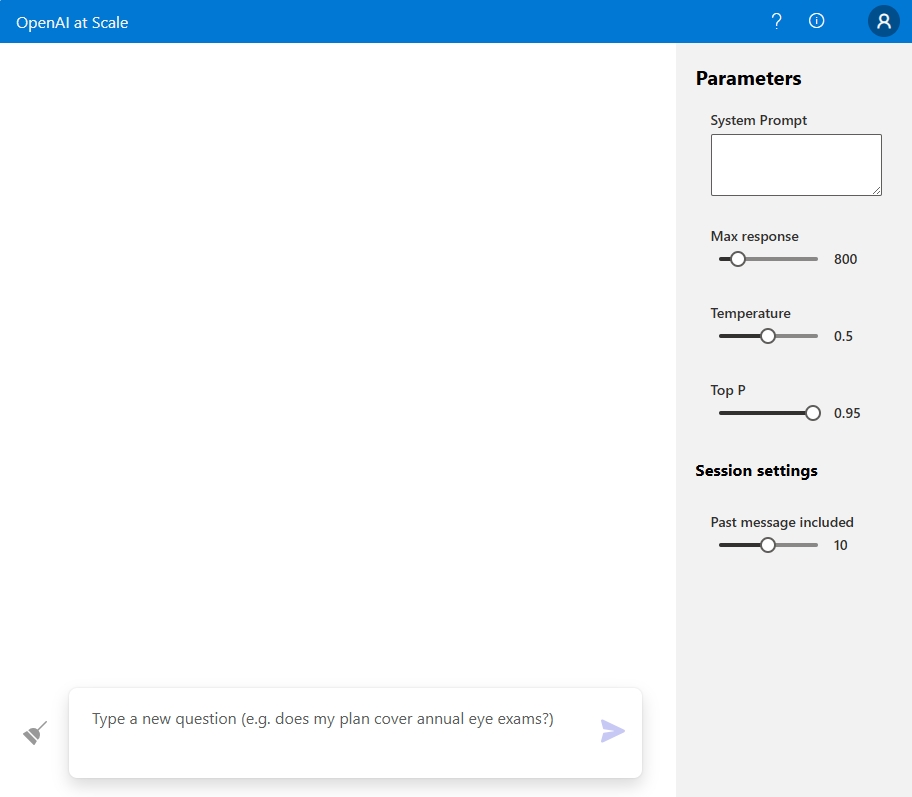 OpenAI at Scale
Parameters
System Prompt
Max response
800
Temperature
0.5
Top P
0.95
Session settings
Past message included
10
Type a new question (e.g. does my plan cover annual eye exams?)